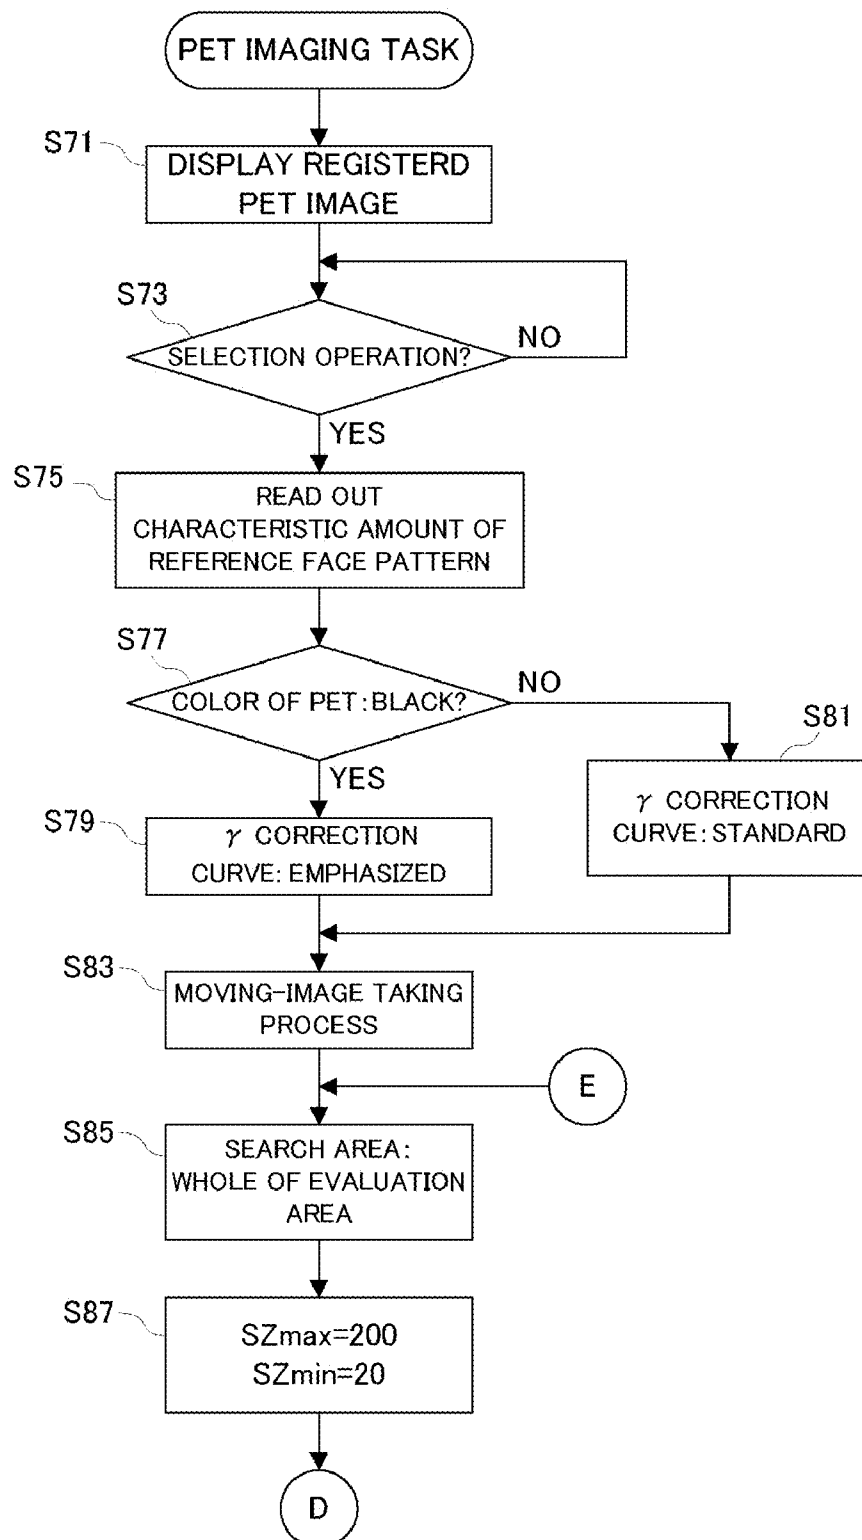 PET IMAGING TASK
S71
DISPLAY REGISTERD
PET IMAGE
S73
SELECTION OPERATION?
NO
YES
S75
READ OUT
CHARACTERISTIC AMOUNT OF
REFERENCE FACE PATTERN
S77
COLOR OF PET:BLACK?
NO
YES
S81
γ CORRECTION
CURVE: STANDARD
S79
γ CORRECTION
CURVE: EMPHASIZED
S83
MOVING-IMAGE TAKING
PROCESS
E
S85
SEARCH AREA:
WHOLE OF EVALUATION
AREA
S87
SZmax=200
SZmin=20
D